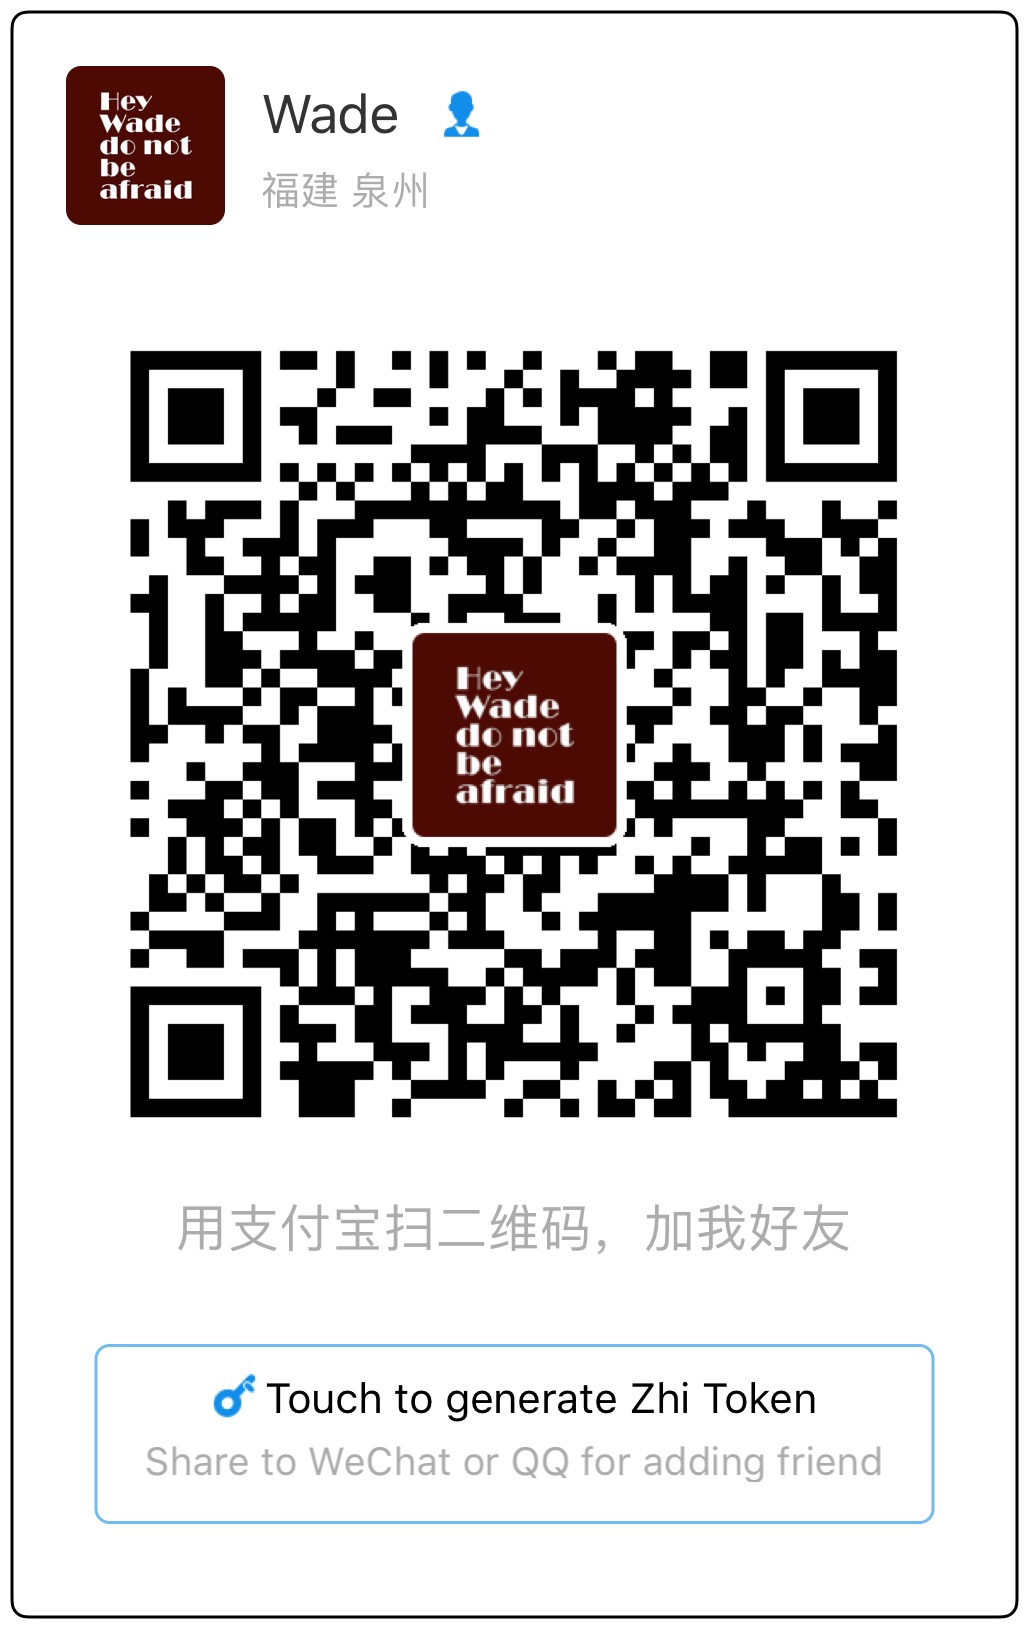 Hey
Wade
do not
be
afraid
Wade
福建 泉州
Hey
Wade
do not
be
afraid
用支付宝扫二维码，加我好友
Touch to generate Zhi Token
Share to WeChat or QQ for adding friend